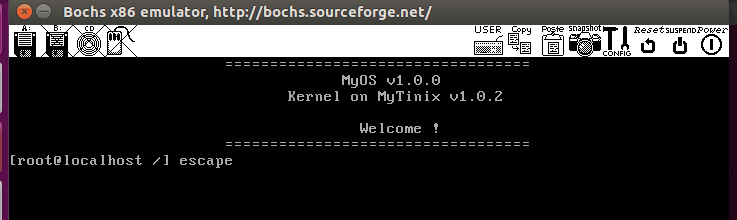 Bochs x86 emulator, http://bochs.sourceforge.net/
A: B: CD USER Copy Paste snapshot CONFIG Reset SUSPEND Power
==================================
MyOS v1.0.0
Kernel on MyTinix v1.0.2
Welcome !
==================================
[root@localhost /] escape